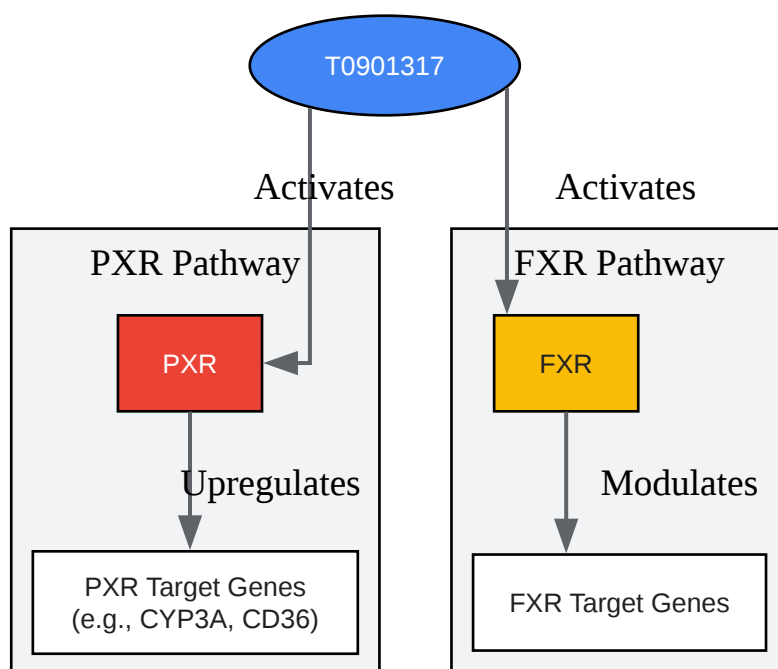 T0901317
Activates
Activates
PXR Pathway
FXR Pathway
PXR
FXR
Upregulates
Modulates
PXR Target Genes
(e.g., CYP3A, CD36)
FXR Target Genes